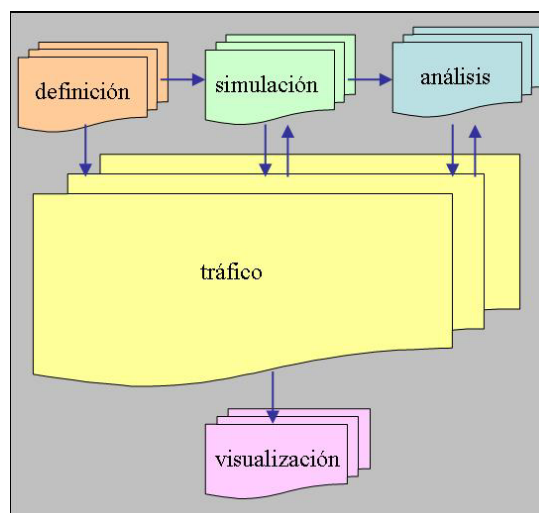 definición
simulación
análisis
tráfico
visualización